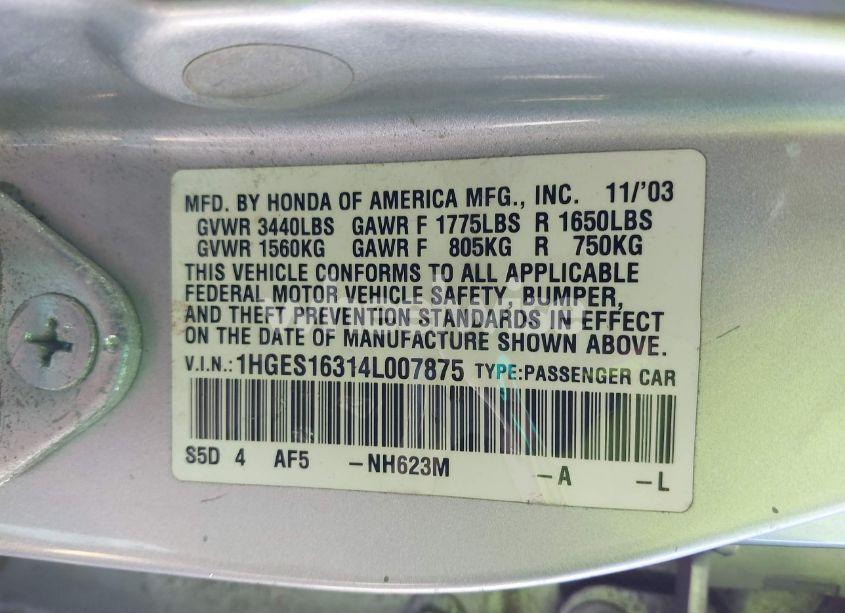 MFD. BY HONDA OF AMERICA MFG., INC. 11/'03
GVWR 3440LBS GAWR F 1775LBS R 1650LBS
GVWR 1560KG GAWR F 805KG R 750KG
THIS VEHICLE CONFORMS TO ALL APPLICABLE
FEDERAL MOTOR VEHICLE SAFETY, BUMPER,
AND THEFT PREVENTION STANDARDS IN EFFECT
ON THE DATE OF MANUFACTURE SHOWN ABOVE.
V.I.N.: 1HGES16314L007875 TYPE:PASSENGER CAR
S5D 4 AF5 -NH623M -A -L